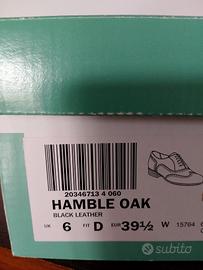 20346713 4 060
HAMBLE OAK
BLACK LEATHER
UK 6 FIT D EUR 39½ W 15764
subito